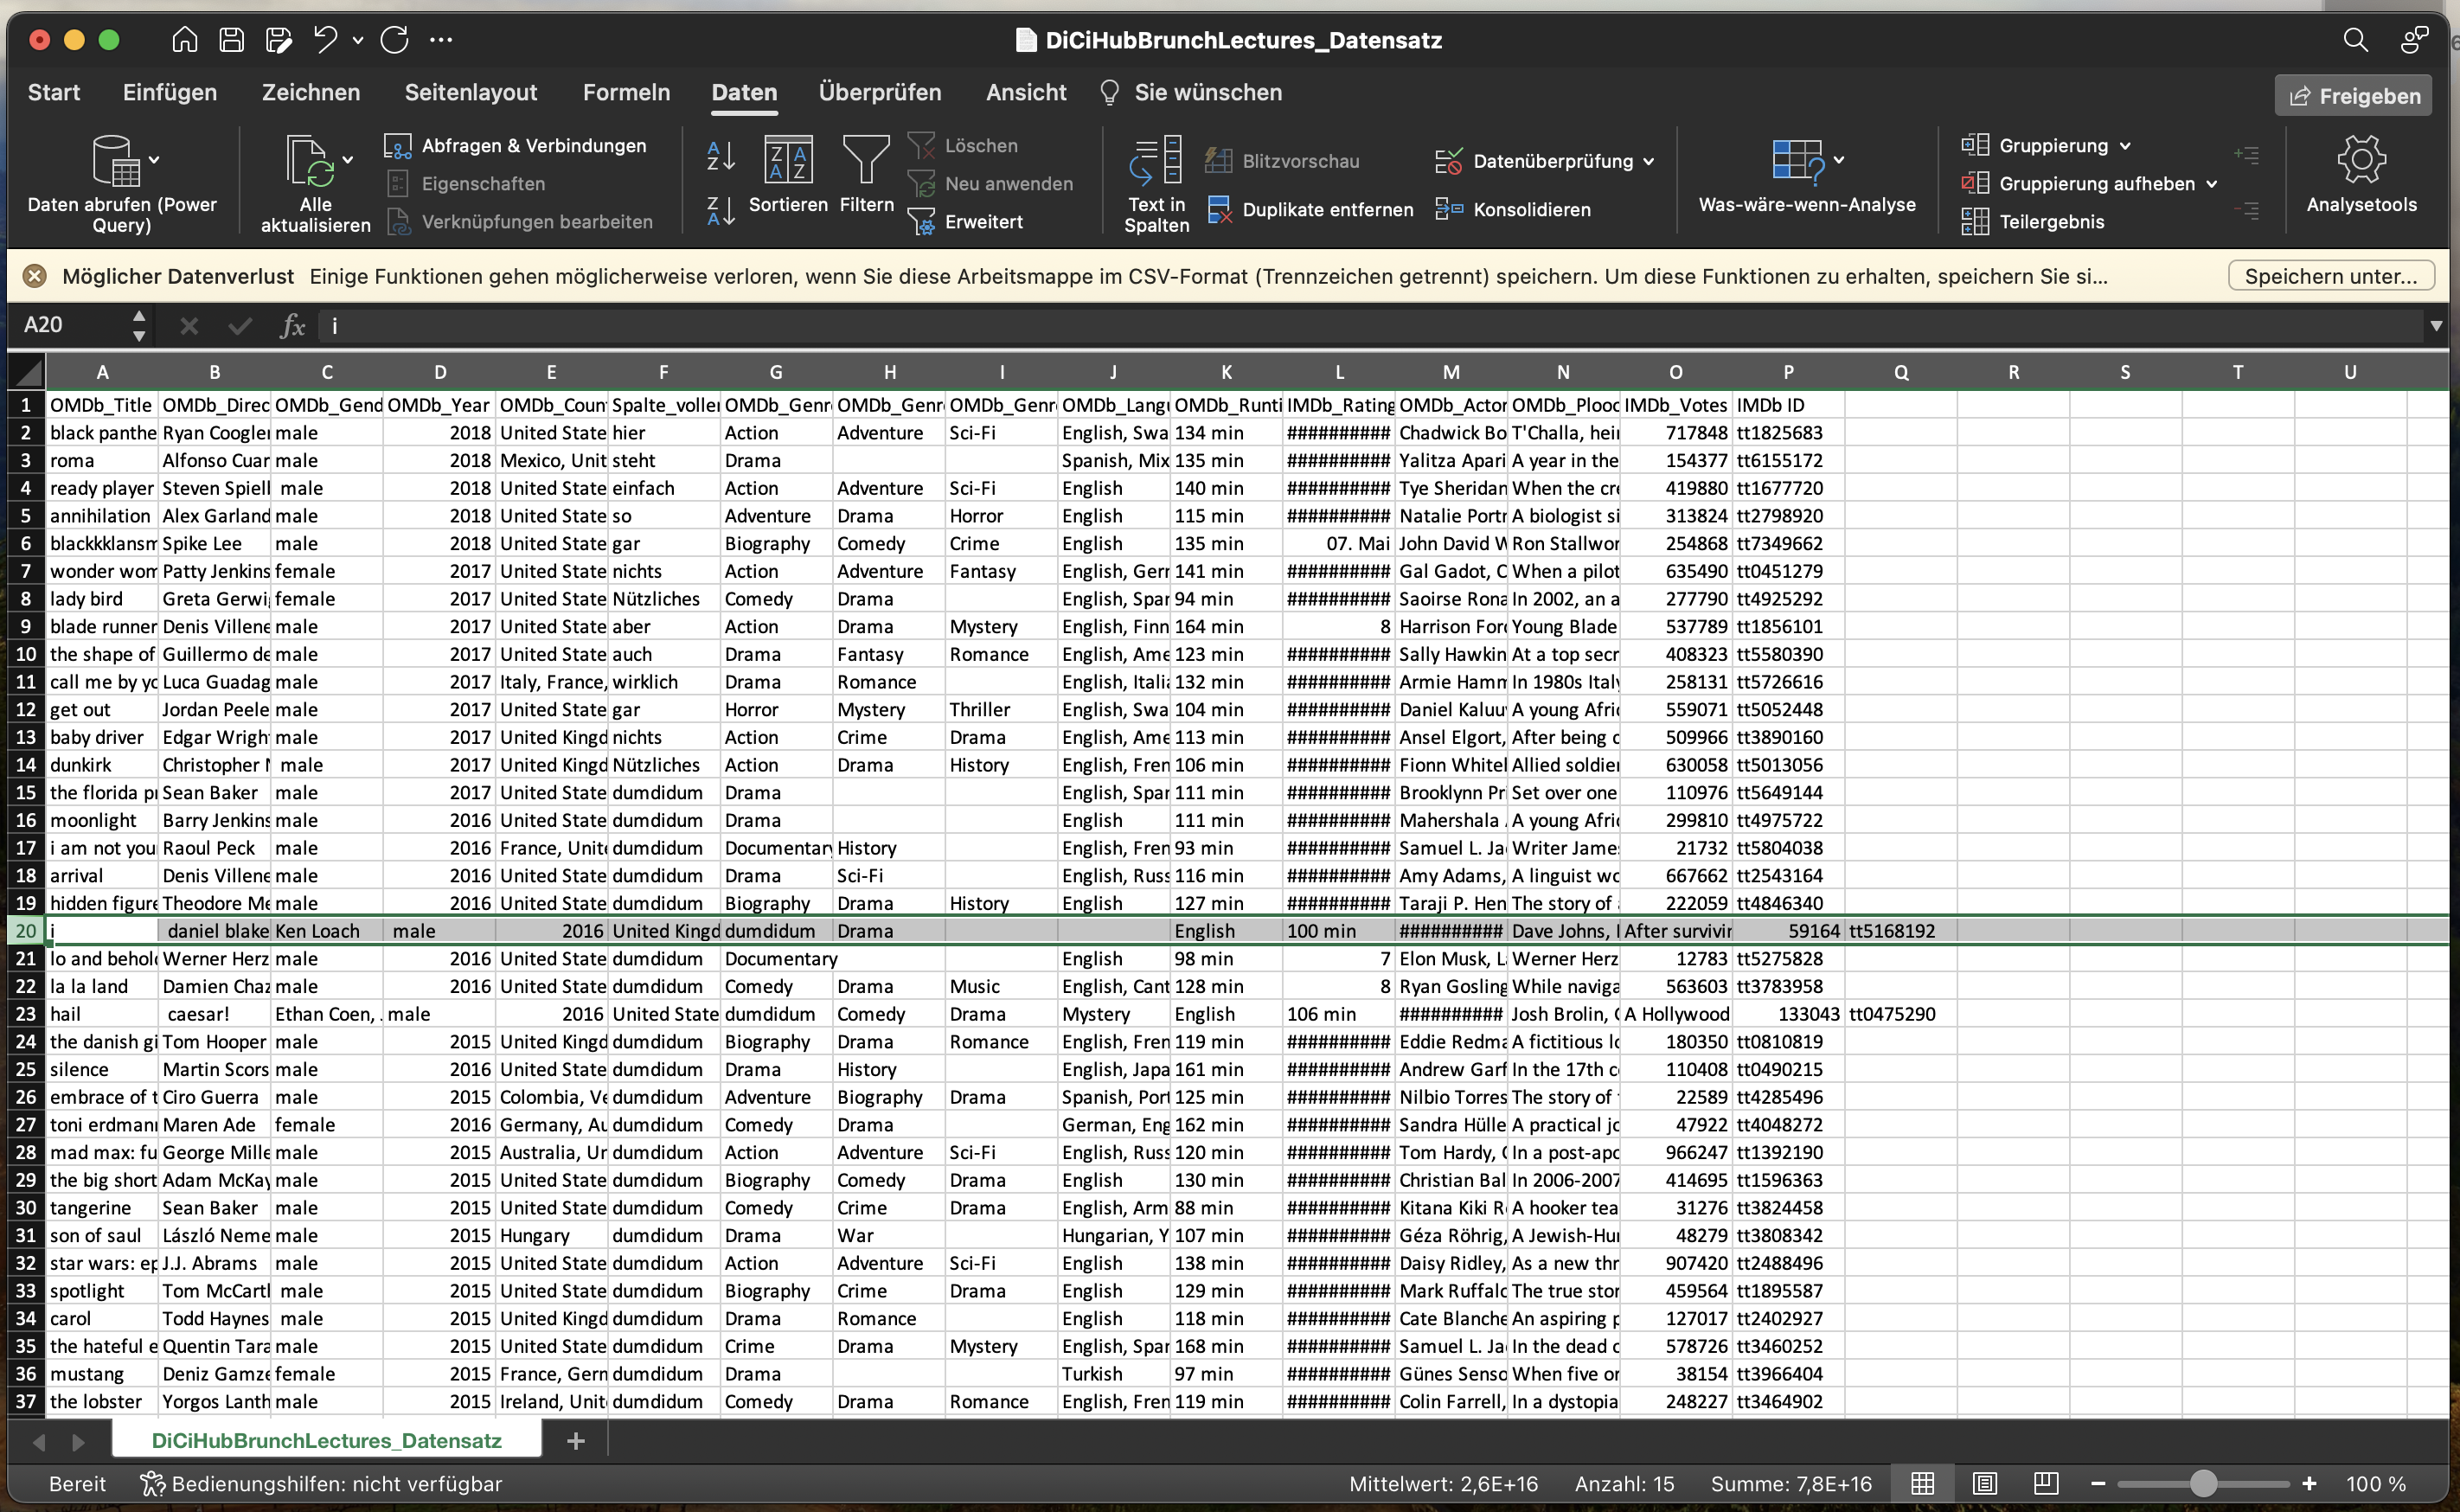 DiCiHubBrunchLectures_Datensatz
Start Einfügen Zeichnen Seitenlayout Formeln Daten Überprüfen Ansicht Sie wünschen Freigeben
Daten abrufen (Power Query) Alle aktualisieren Abfragen & Verbindungen Eigenschaften Verknüpfungen bearbeiten Sortieren Filtern Löschen Neu anwenden Erweitert Text in Spalten Blitzvorschau Duplikate entfernen Datenüberprüfung Konsolidieren Was-wäre-wenn-Analyse Gruppierung Gruppierung aufheben Teilergebnis Analysetools
Möglicher Datenverlust Einige Funktionen gehen möglicherweise verloren, wenn Sie diese Arbeitsmappe im CSV-Format (Trennzeichen getrennt) speichern. Um diese Funktionen zu erhalten, speichern Sie si... Speichern unter...
A20 fx i
A B C D E F G H I J K L M N O P Q R S T U
1 OMDb_Title OMDb_Direc OMDb_Gend OMDb_Year OMDb_Coun Spalte_voller OMDb_Genr OMDb_Genr OMDb_Genr OMDb_Langu OMDb_Runti IMDb_Rating OMDb_Actor OMDb_Plooc IMDb_Votes IMDb ID
2 black panthe Ryan Coogler male 2018 United State hier Action Adventure Sci-Fi English, Swa 134 min ########## Chadwick Bo T'Challa, heir 717848 tt1825683
3 roma Alfonso Cuar male 2018 Mexico, Unit steht Drama Spanish, Mix 135 min ########## Yalitza Apari A year in the 154377 tt6155172
4 ready player Steven Spiell male 2018 United State einfach Action Adventure Sci-Fi English 140 min ########## Tye Sheridan When the cre 419880 tt1677720
5 annihilation Alex Garland male 2018 United State so Adventure Drama Horror English 115 min ########## Natalie Portr A biologist si 313824 tt2798920
6 blackkklansm Spike Lee male 2018 United State gar Biography Comedy Crime English 135 min 07. Mai John David W Ron Stallwor 254868 tt7349662
7 wonder wom Patty Jenkins female 2017 United State nichts Action Adventure Fantasy English, Gern 141 min ########## Gal Gadot, C When a pilot 635490 tt0451279
8 lady bird Greta Gerwig female 2017 United State Nützliches Comedy Drama English, Spar 94 min ########## Saoirse Rona In 2002, an a 277790 tt4925292
9 blade runner Denis Villene male 2017 United State aber Action Drama Mystery English, Finn 164 min 8 Harrison Ford Young Blade 537789 tt1856101
10 the shape of Guillermo de male 2017 United State auch Drama Fantasy Romance English, Ame 123 min ########## Sally Hawkin At a top secr 408323 tt5580390
11 call me by yo Luca Guadag male 2017 Italy, France, wirklich Drama Romance English, Italia 132 min ########## Armie Hamm In 1980s Italy 258131 tt5726616
12 get out Jordan Peele male 2017 United State gar Horror Mystery Thriller English, Swa 104 min ########## Daniel Kaluuy A young Afric 559071 tt5052448
13 baby driver Edgar Wright male 2017 United Kingd nichts Action Crime Drama English, Ame 113 min ########## Ansel Elgort, After being c 509966 tt3890160
14 dunkirk Christopher N male 2017 United Kingd Nützliches Action Drama History English, Fren 106 min ########## Fionn Whitel Allied soldier 630058 tt5013056
15 the florida pr Sean Baker male 2017 United State dumdidum Drama English, Spar 111 min ########## Brooklynn Pri Set over one 110976 tt5649144
16 moonlight Barry Jenkins male 2016 United State dumdidum Drama English 111 min ########## Mahershala A young Afric 299810 tt4975722
17 i am not you Raoul Peck male 2016 France, Unite dumdidum Documentary History English, Fren 93 min ########## Samuel L. Ja Writer Jame 21732 tt5804038
18 arrival Denis Villene male 2016 United State dumdidum Drama Sci-Fi English, Russ 116 min ########## Amy Adams, A linguist wo 667662 tt2543164
19 hidden figure Theodore Me male 2016 United State dumdidum Biography Drama History English 127 min ########## Taraji P. Hen The story of 222059 tt4846340
20 i daniel blake Ken Loach male 2016 United Kingd dumdidum Drama English 100 min ########## Dave Johns, After survivir 59164 tt5168192
21 lo and behold Werner Herz male 2016 United State dumdidum Documentary English 98 min 7 Elon Musk, L Werner Herz 12783 tt5275828
22 la la land Damien Chaz male 2016 United State dumdidum Comedy Drama Music English, Cant 128 min 8 Ryan Gosling While naviga 563603 tt3783958
23 hail caesar! Ethan Coen, . male 2016 United State dumdidum Comedy Drama Mystery English 106 min ########## Josh Brolin, A Hollywood 133043 tt0475290
24 the danish gi Tom Hooper male 2015 United Kingd dumdidum Biography Drama Romance English, Fren 119 min ########## Eddie Redma A fictitious lo 180350 tt0810819
25 silence Martin Scors male 2016 United State dumdidum Drama History English, Japa 161 min ########## Andrew Garf In the 17th c 110408 tt0490215
26 embrace of t Ciro Guerra male 2015 Colombia, Ve dumdidum Adventure Biography Drama Spanish, Port 125 min ########## Nilbio Torres The story of 22589 tt4285496
27 toni erdmann Maren Ade female 2016 Germany, Au dumdidum Comedy Drama German, Eng 162 min ########## Sandra Hülle A practical jo 47922 tt4048272
28 mad max: fu George Mille male 2015 Australia, Un dumdidum Action Adventure Sci-Fi English, Russ 120 min ########## Tom Hardy, In a post-apo 966247 tt1392190
29 the big short Adam McKay male 2015 United State dumdidum Biography Comedy Drama English 130 min ########## Christian Bal In 2006-2007 414695 tt1596363
30 tangerine Sean Baker male 2015 United State dumdidum Comedy Crime Drama English, Arm 88 min ########## Kitana Kiki R A hooker tea 31276 tt3824458
31 son of saul László Neme male 2015 Hungary dumdidum Drama War Hungarian, Y 107 min ########## Géza Röhrig, A Jewish-Hun 48279 tt3808342
32 star wars: ep J.J. Abrams male 2015 United State dumdidum Action Adventure Sci-Fi English 138 min ########## Daisy Ridley, As a new thr 907420 tt2488496
33 spotlight Tom McCartl male 2015 United State dumdidum Biography Crime Drama English 129 min ########## Mark Ruffalo The true stor 459564 tt1895587
34 carol Todd Haynes male 2015 United Kingd dumdidum Drama Romance English 118 min ########## Cate Blanche An aspiring p 127017 tt2402927
35 the hateful e Quentin Tara male 2015 United State dumdidum Crime Drama Mystery English, Spar 168 min ########## Samuel L. Ja In the dead o 578726 tt3460252
36 mustang Deniz Gamze female 2015 France, Gern dumdidum Drama Turkish 97 min ########## Günes Senso When five or 38154 tt3966404
37 the lobster Yorgos Lanth male 2015 Ireland, Unit dumdidum Comedy Drama Romance English, Fren 119 min ########## Colin Farrell, In a dystopia 248227 tt3464902
DiCiHubBrunchLectures_Datensatz
Bereit Bedienungshilfen: nicht verfügbar Mittelwert: 2,6E+16 Anzahl: 15 Summe: 7,8E+16 100 %